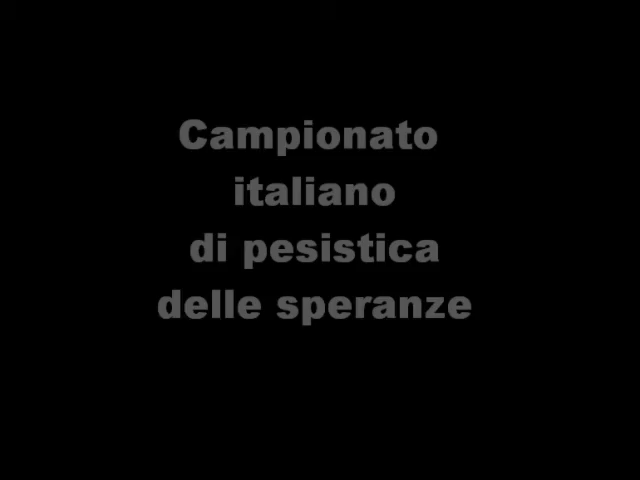 Campionato
italiano
di pesistica
delle speranze